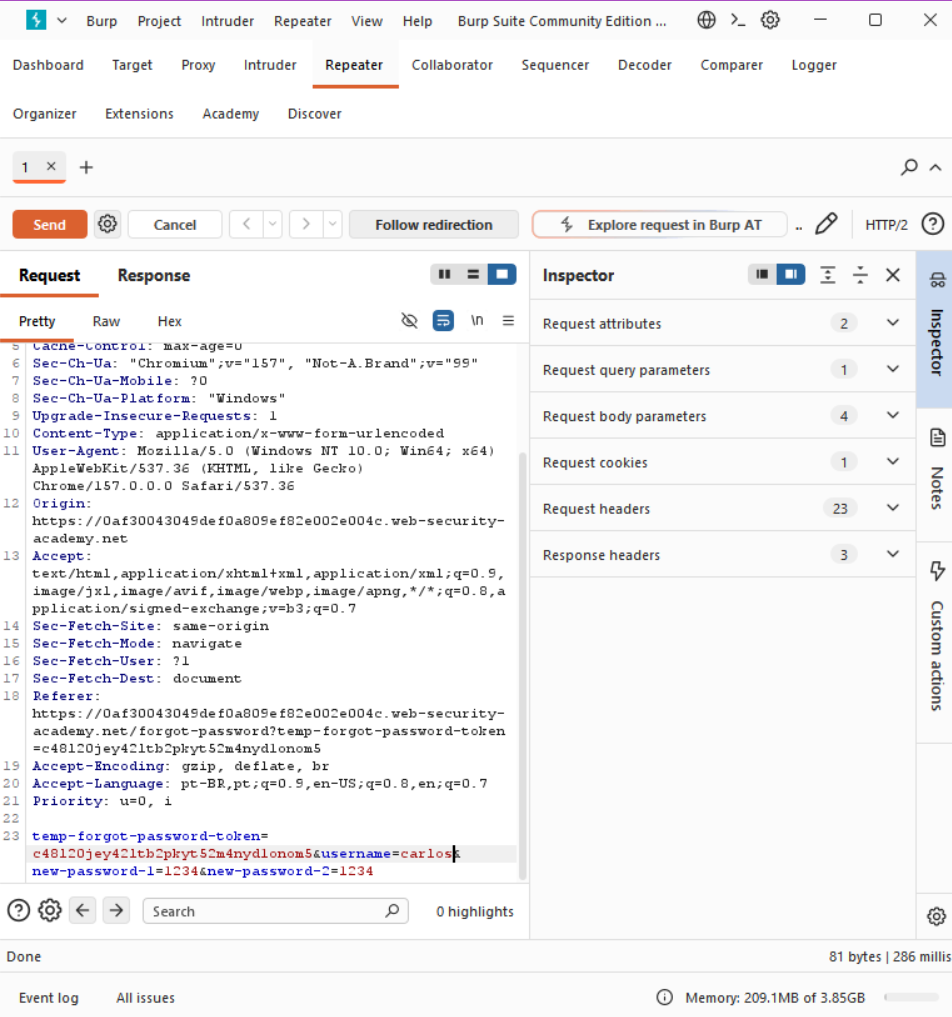 Burp Project Intruder Repeater View Help Burp Suite Community Edition ...
Dashboard Target Proxy Intruder Repeater Collaborator Sequencer Decoder Comparer Logger
Organizer Extensions Academy Discover
1
Send Cancel Follow redirection Explore request in Burp AT .. HTTP/2
Request Response
Pretty Raw Hex \n
5 Cache-Control: max-age=0
6 Sec-Ch-Ua: "Chromium";v="157", "Not-A.Brand";v="99"
7 Sec-Ch-Ua-Mobile: ?0
8 Sec-Ch-Ua-Platform: "Windows"
9 Upgrade-Insecure-Requests: 1
10 Content-Type: application/x-www-form-urlencoded
11 User-Agent: Mozilla/5.0 (Windows NT 10.0; Win64; x64)
AppleWebKit/537.36 (KHTML, like Gecko)
Chrome/157.0.0.0 Safari/537.36
12 Origin:
https://0af30043049def0a809ef82e002e004c.web-security-
academy.net
13 Accept:
text/html,application/xhtml+xml,application/xml;q=0.9,
image/jxl,image/avif,image/webp,image/apng,*/*;q=0.8,a
pplication/signed-exchange;v=b3;q=0.7
14 Sec-Fetch-Site: same-origin
15 Sec-Fetch-Mode: navigate
16 Sec-Fetch-User: ?1
17 Sec-Fetch-Dest: document
18 Referer:
https://0af30043049def0a809ef82e002e004c.web-security-
academy.net/forgot-password?temp-forgot-password-token
=c48120jey42ltb2pkyt52m4nydlonom5
19 Accept-Encoding: gzip, deflate, br
20 Accept-Language: pt-BR,pt;q=0.9,en-US;q=0.8,en;q=0.7
21 Priority: u=0, i
22
23 temp-forgot-password-token=
c48120jey42ltb2pkyt52m4nydlonom5&username=carlos&
new-password-1=1234&new-password-2=1234
Search 0 highlights
Inspector
Request attributes 2
Request query parameters 1
Request body parameters 4
Request cookies 1
Request headers 23
Response headers 3
Inspector
Notes
Custom actions
Done 81 bytes | 286 millis
Event log All issues Memory: 209.1MB of 3.85GB